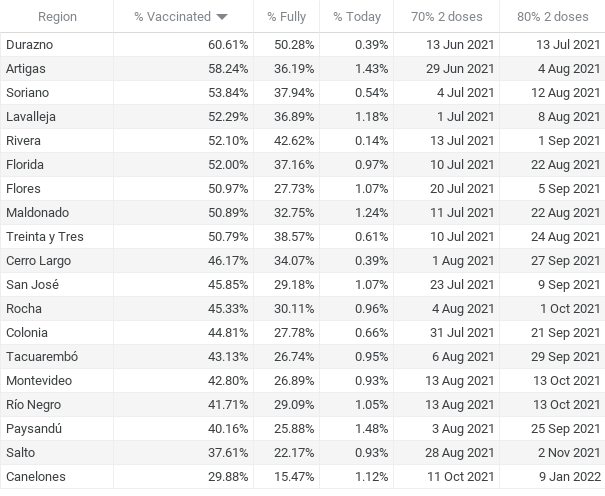 Region % Vaccinated % Fully % Today 70% 2 doses 80% 2 doses
Durazno 60.61% 50.28% 0.39% 13 Jun 2021 13 Jul 2021
Artigas 58.24% 36.19% 1.43% 29 Jun 2021 4 Aug 2021
Soriano 53.84% 37.94% 0.54% 4 Jul 2021 12 Aug 2021
Lavalleja 52.29% 36.89% 1.18% 1 Jul 2021 8 Aug 2021
Rivera 52.10% 42.62% 0.14% 13 Jul 2021 1 Sep 2021
Florida 52.00% 37.16% 0.97% 10 Jul 2021 22 Aug 2021
Flores 50.97% 27.73% 1.07% 20 Jul 2021 5 Sep 2021
Maldonado 50.89% 32.75% 1.24% 11 Jul 2021 22 Aug 2021
Treinta y Tres 50.79% 38.57% 0.61% 10 Jul 2021 24 Aug 2021
Cerro Largo 46.17% 34.07% 0.39% 1 Aug 2021 27 Sep 2021
San José 45.85% 29.18% 1.07% 23 Jul 2021 9 Sep 2021
Rocha 45.33% 30.11% 0.96% 4 Aug 2021 1 Oct 2021
Colonia 44.81% 27.78% 0.66% 31 Jul 2021 21 Sep 2021
Tacuarembó 43.13% 26.74% 0.95% 6 Aug 2021 29 Sep 2021
Montevideo 42.80% 26.89% 0.93% 13 Aug 2021 13 Oct 2021
Río Negro 41.71% 29.09% 1.05% 13 Aug 2021 13 Oct 2021
Paysandú 40.16% 25.88% 1.48% 3 Aug 2021 25 Sep 2021
Salto 37.61% 22.17% 0.93% 28 Aug 2021 2 Nov 2021
Canelones 29.88% 15.47% 1.12% 11 Oct 2021 9 Jan 2022